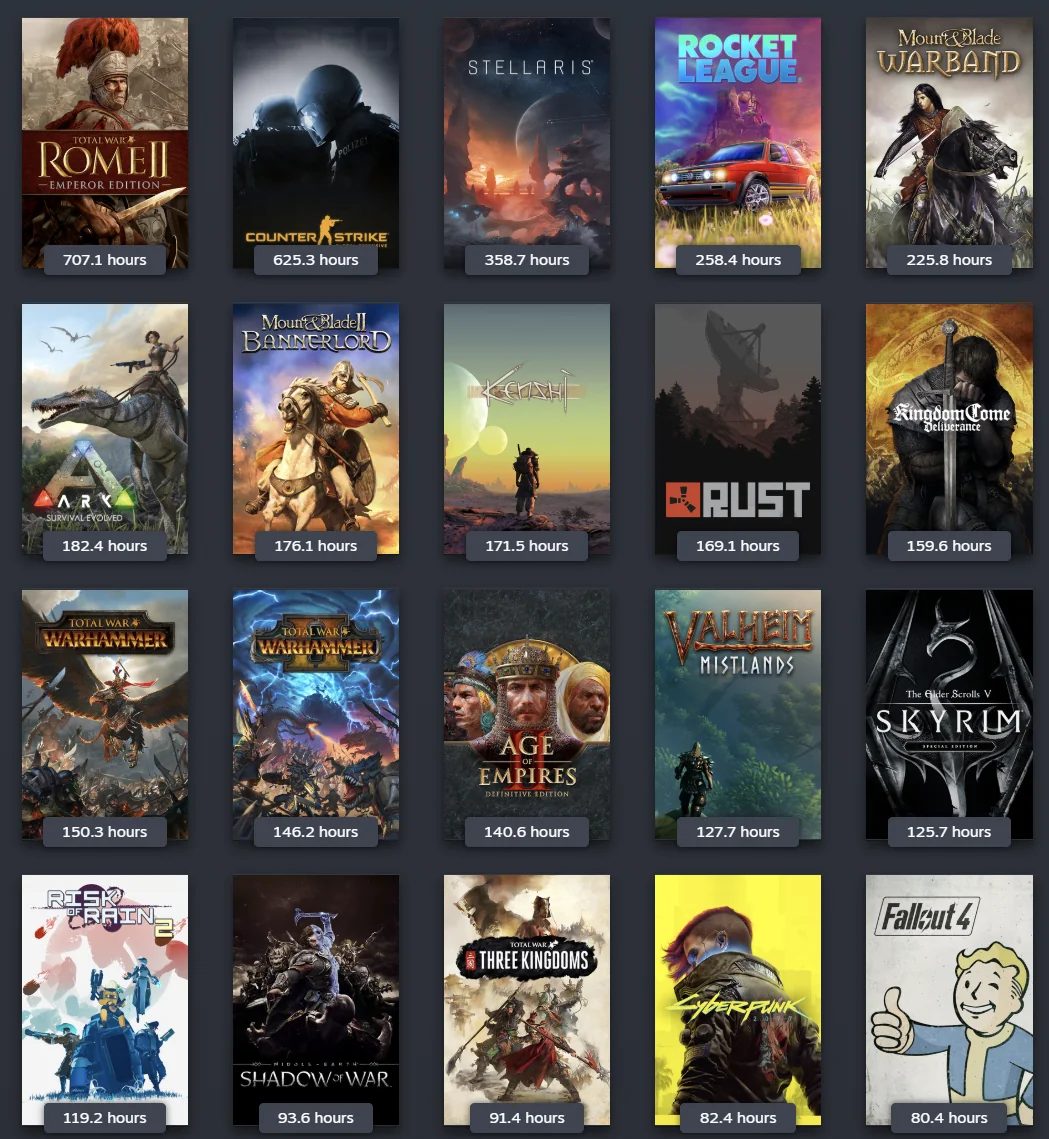 TOTAL WAR
ROME II
EMPEROR EDITION
707.1 hours
POLIZEI
COUNTER STRIKE
625.3 hours
STELLARIS
358.7 hours
ROCKET
LEAGUE
258.4 hours
Mount&Blade
WARBAND
225.8 hours
ARK
SURVIVAL EVOLVED
182.4 hours
Mount&Blade II
BANNERLORD
176.1 hours
Kenshi
171.5 hours
RUST
169.1 hours
Kingdom Come
Deliverance
159.6 hours
TOTAL WAR
WARHAMMER
150.3 hours
TOTAL WAR
WARHAMMER
II
146.2 hours
AGE
OF
EMPIRES
II
DEFINITIVE EDITION
140.6 hours
VALHEIM
MISTLANDS
127.7 hours
The Elder Scrolls V
SKYRIM
SPECIAL EDITION
125.7 hours
RISK
OF
RAIN 2
119.2 hours
MIDDLE-EARTH
SHADOW OF WAR
93.6 hours
TOTAL WAR
三国
THREE KINGDOMS
91.4 hours
Cyberpunk
2077
82.4 hours
Fallout 4
80.4 hours